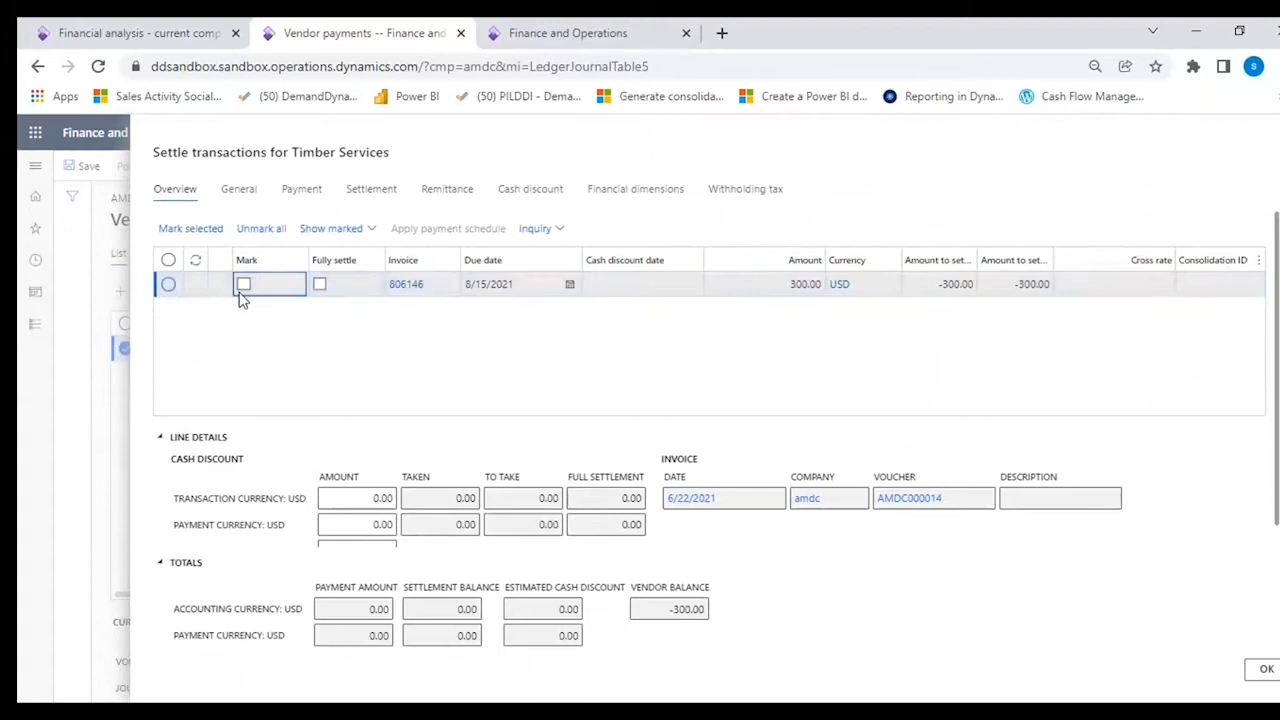 Financial analysis - current comp
Vendor payments -- Finance and
Finance and Operations
ddsandbox.sandbox.operations.dynamics.com/?cmp=amdc&mi=LedgerJournalTable5
S
Apps
Sales Activity Social...
(50) DemandDyna...
Power BI
(50) PILDDI - Dema...
Generate consolida...
Create a Power BI d...
Reporting in Dyna...
Cash Flow Manage...
Finance and
Save
Po
AM
Ve
List
Settle transactions for Timber Services
Overview General Payment Settlement Remittance Cash discount Financial dimensions Withholding tax
Mark selected Unmark all Show marked Apply payment schedule Inquiry
Mark Fully settle Invoice Due date Cash discount date Amount Currency Amount to set... Amount to set... Cross rate Consolidation ID
806146 8/15/2021 300.00 USD -300.00 -300.00
LINE DETAILS
CASH DISCOUNT
AMOUNT TAKEN TO TAKE FULL SETTLEMENT
TRANSACTION CURRENCY: USD 0.00 0.00 0.00 0.00
PAYMENT CURRENCY: USD 0.00 0.00 0.00 0.00
INVOICE
DATE COMPANY VOUCHER DESCRIPTION
6/22/2021 amdc AMDC000014
TOTALS
PAYMENT AMOUNT SETTLEMENT BALANCE ESTIMATED CASH DISCOUNT VENDOR BALANCE
ACCOUNTING CURRENCY: USD 0.00 0.00 0.00 -300.00
PAYMENT CURRENCY: USD 0.00 0.00 0.00
CUR
VO
JOU
OK